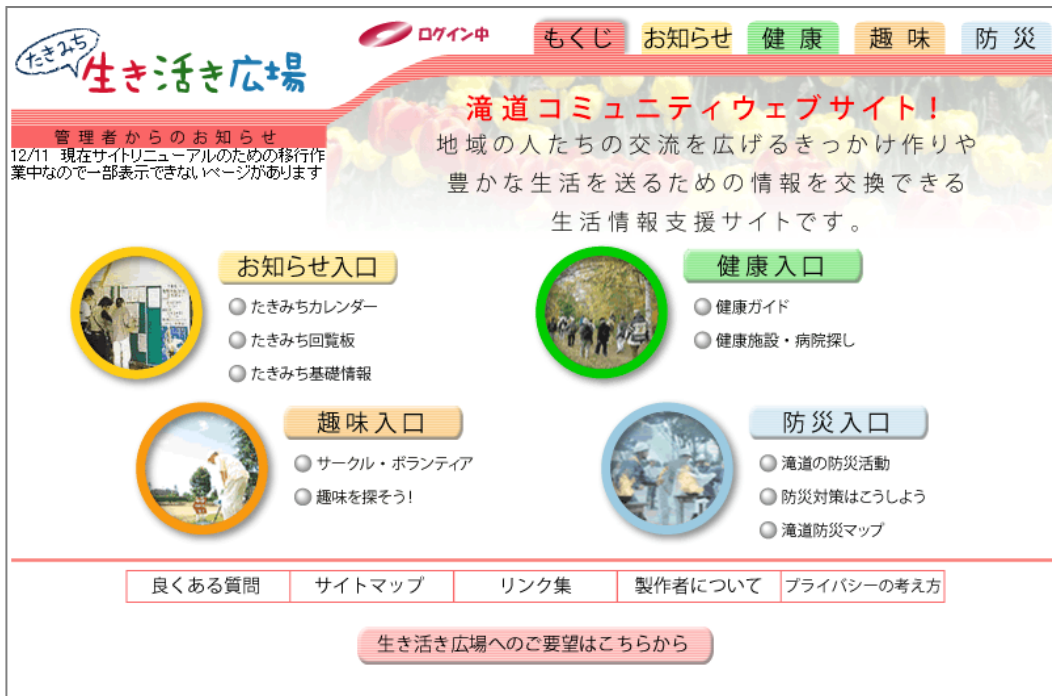 たきみち
生き活き広場
ログイン中
もくじ
お知らせ
健康
趣味
防災
管理者からのお知らせ
12/11 現在サイトリニューアルのための移行作
業中なので一部表示できないページがあります
滝道コミュニティウェブサイト!
地域の人たちの交流を広げるきっかけ作りや
豊かな生活を送るための情報を交換できる
生活情報支援サイトです。
お知らせ入口
たきみちカレンダー
たきみち回覧板
たきみち基礎情報
健康入口
健康ガイド
健康施設・病院探し
趣味入口
サークル・ボランティア
趣味を探そう!
防災入口
滝道の防災活動
防災対策はこうしよう
滝道防災マップ
良くある質問
サイトマップ
リンク集
製作者について
プライバシーの考え方
生き活き広場へのご要望はこちらから